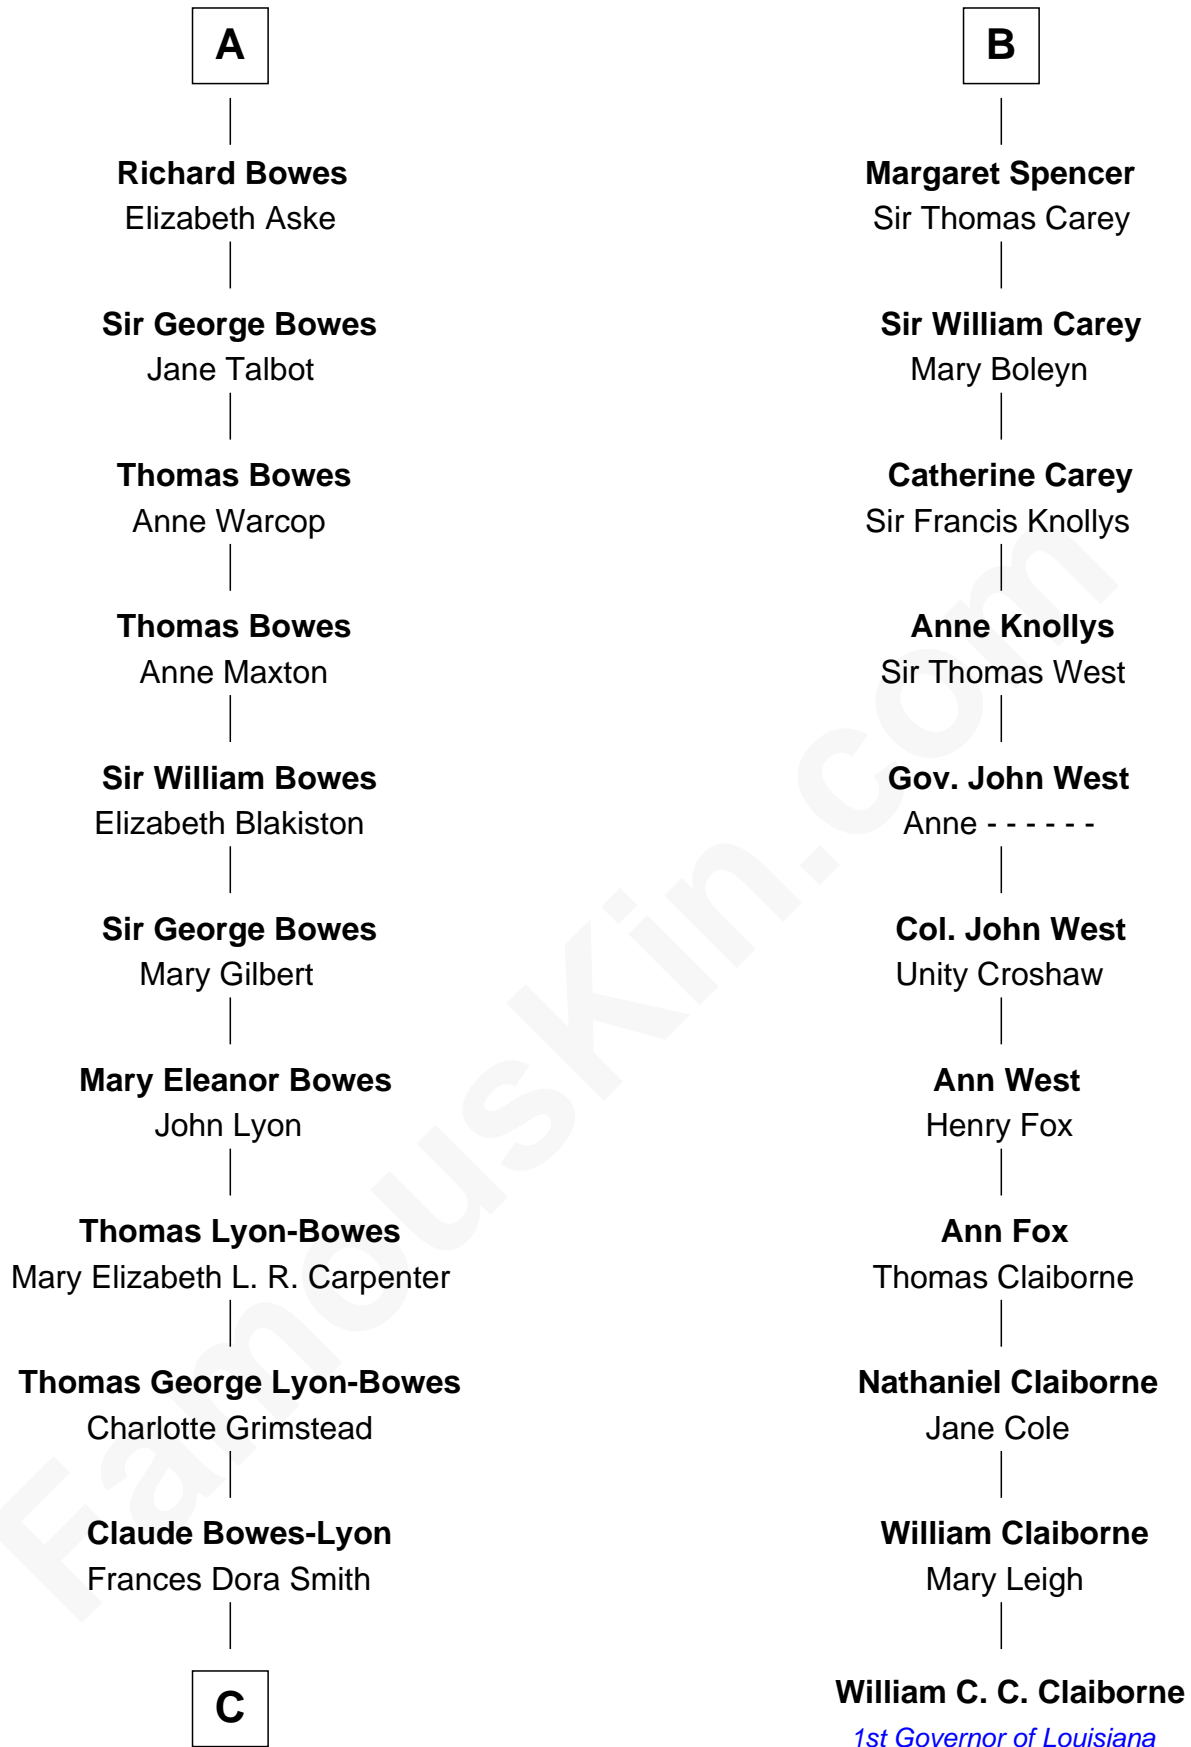 A
Richard Bowes
Elizabeth Aske
Sir George Bowes
Jane Talbot
Thomas Bowes
Anne Warcop
Thomas Bowes
Anne Maxton
Sir William Bowes
Elizabeth Blakiston
Sir George Bowes
Mary Gilbert
Mary Eleanor Bowes
John Lyon
Thomas Lyon-Bowes
Mary Elizabeth L. R. Carpenter
Thomas George Lyon-Bowes
Charlotte Grimstead
Claude Bowes-Lyon
Frances Dora Smith
C
B
Margaret Spencer
Sir Thomas Carey
Sir William Carey
Mary Boleyn
Catherine Carey
Sir Francis Knollys
Anne Knollys
Sir Thomas West
Gov. John West
Anne - - - - - -
Col. John West
Unity Croshaw
Ann West
Henry Fox
Ann Fox
Thomas Claiborne
Nathaniel Claiborne
Jane Cole
William Claiborne
Mary Leigh
William C. C. Claiborne
1st Governor of Louisiana
FamousKin.com